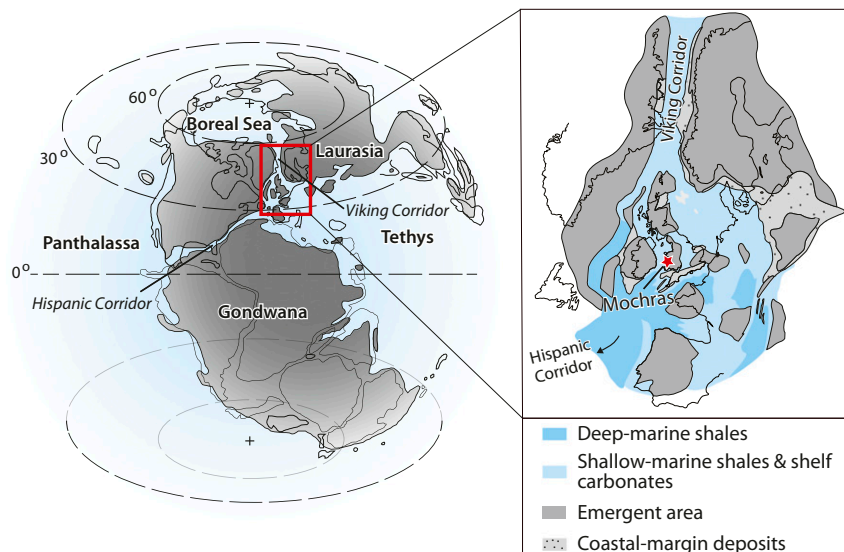 60°
Boreal Sea
30°
Laurasia
Viking Corridor
Panthalassa
Tethys
0°
Hispanic Corridor
Gondwana
Viking Corridor
Mochras
Hispanic
Corridor
Deep-marine shales
Shallow-marine shales & shelf
carbonates
Emergent area
Coastal-margin deposits